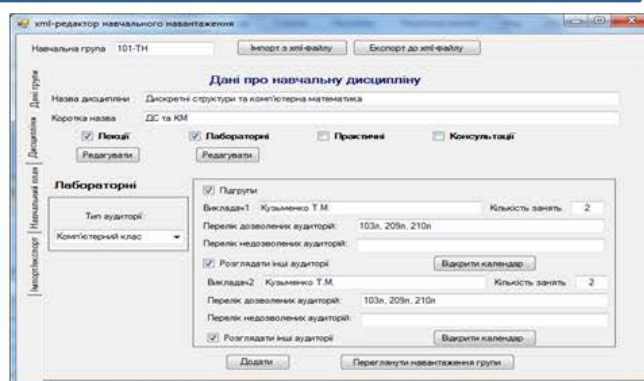 xml-редактор навчального навантаження
Навчальна група 101-ТН Імпорт з xml-файлу Експорт до xml-файлу
Дані групи
Дисципліна
Навчальний план
Імпорт/експорт
Дані про навчальну дисципліну
Назва дисципліни Дискретні структури та комп'ютерна математика
Коротка назва ДС та КМ
Лекції Лабораторні Практичні Консультації
Редагувати Редагувати
Лабораторні
Тип аудиторії:
Комп'ютерний клас
Підгрупи
Викладач1 Кузьменко Т.М. Кількість занять 2
Перелік дозволених аудиторій: 103л, 209л, 210л
Перелік недозволених аудиторій:
Розглядати інші аудиторії Відкрити календар
Викладач2 Кузьменко Т.М. Кількість занять 2
Перелік дозволених аудиторій: 103л, 209л, 210л
Перелік недозволених аудиторій:
Розглядати інші аудиторії Відкрити календар
Додати Переглянути навантаження групи